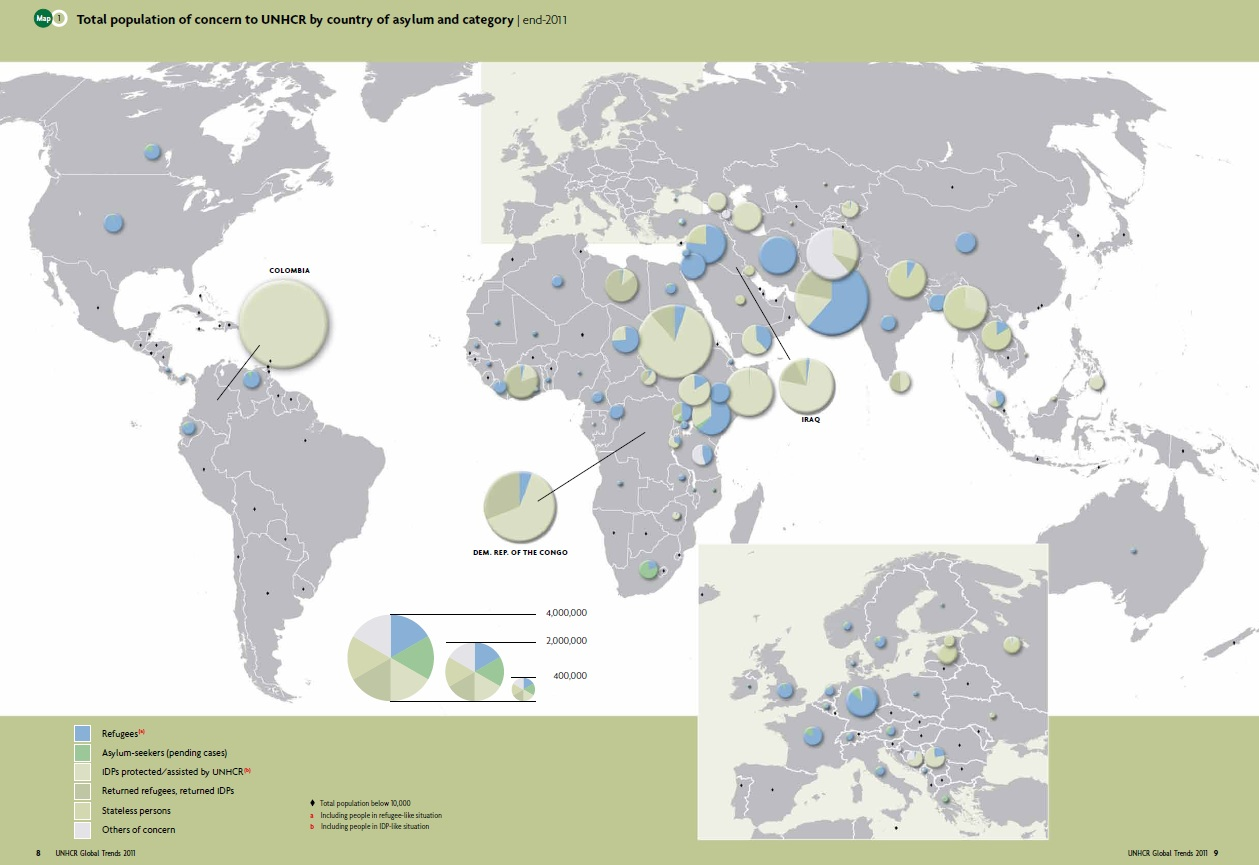 Map 1 Total population of concern to UNHCR by country of asylum and category | end-2011
COLOMBIA
IRAQ
DEM. REP. OF THE CONGO
4,000,000
2,000,000
400,000
Refugees(a)
Asylum-seekers (pending cases)
IDPs protected/assisted by UNHCR(b)
Returned refugees, returned IDPs
Stateless persons
Others of concern
Total population below 10,000
a Including people in refugee-like situation
b Including people in IDP-like situation
8 UNHCR Global Trends 2011
UNHCR Global Trends 2011 9